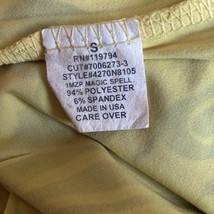 S
RN#119794
CUT#7006273-3
STYLE#4270N8105
1MZP MAGIC SPELL
94% POLYESTER
6% SPANDEX
MADE IN USA
CARE OVER